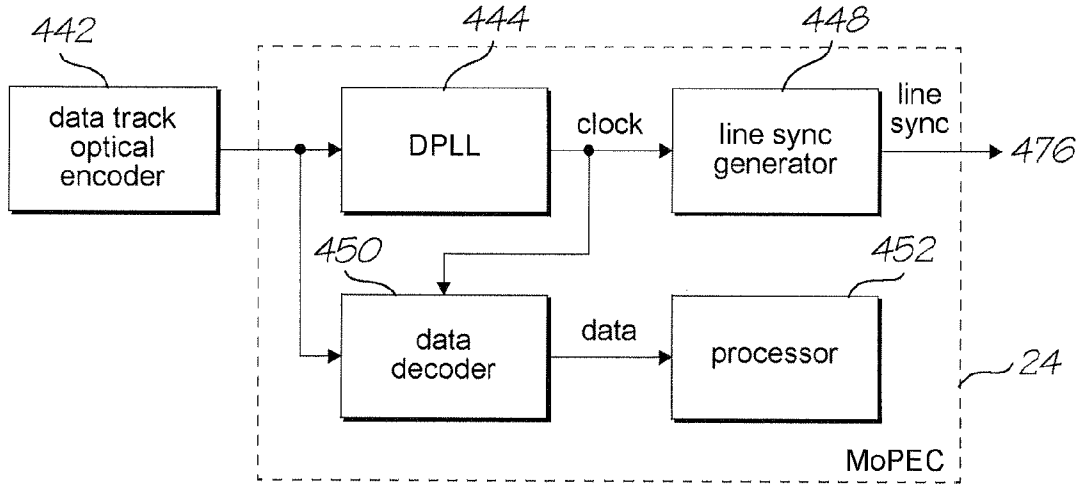 442
444
448
data track
optical
encoder
DPLL
clock
line sync
generator
line
sync
476
450
452
data
decoder
data
processor
24
MoPEC